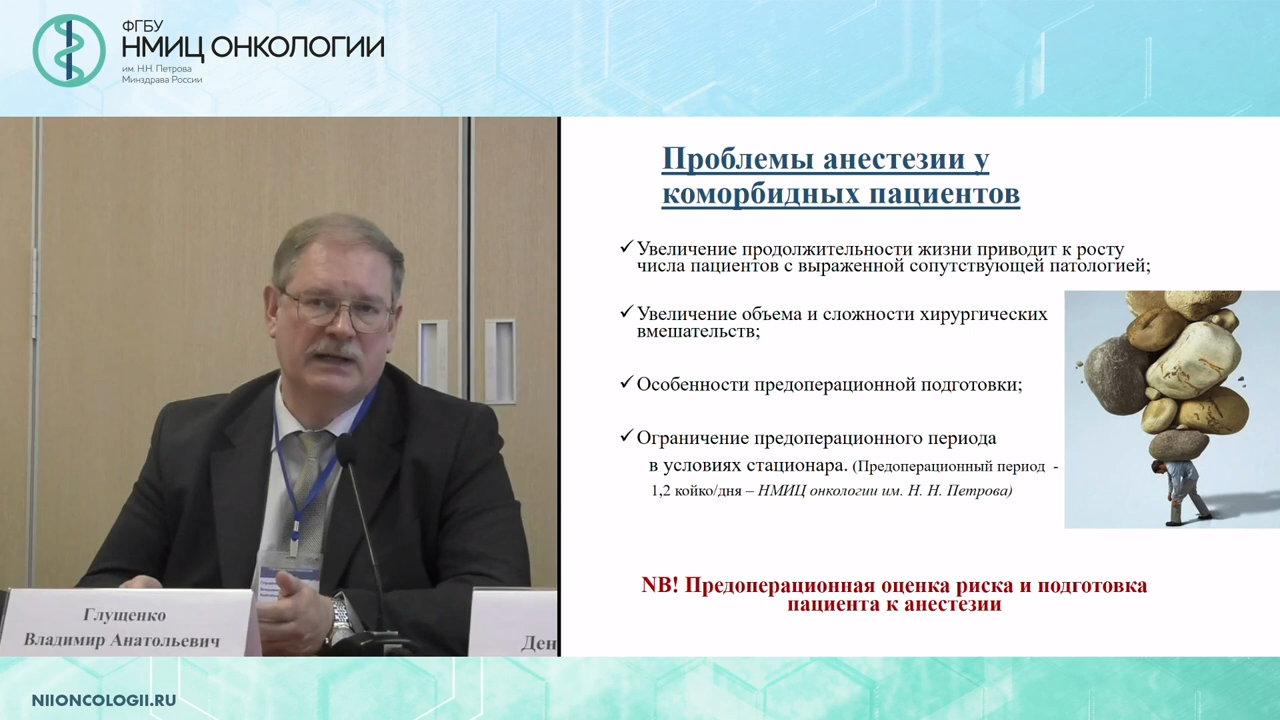 ФГБУ
НМИЦ ОНКОЛОГИИ
им. Н.Н. Петрова
Минздрава России
Глущенко
Владимир Анатольевич
Ден
Проблемы анестезии у
коморбидных пациентов
✓Увеличение продолжительности жизни приводит к росту
числа пациентов с выраженной сопутствующей патологией;
✓Увеличение объема и сложности хирургических
вмешательств;
✓Особенности предоперационной подготовки;
✓Ограничение предоперационного периода
в условиях стационара. (Предоперационный период -
1,2 койко/дня – НМИЦ онкологии им. Н. Н. Петрова)
NB! Предоперационная оценка риска и подготовка
пациента к анестезии
NIIONCOLOGII.RU